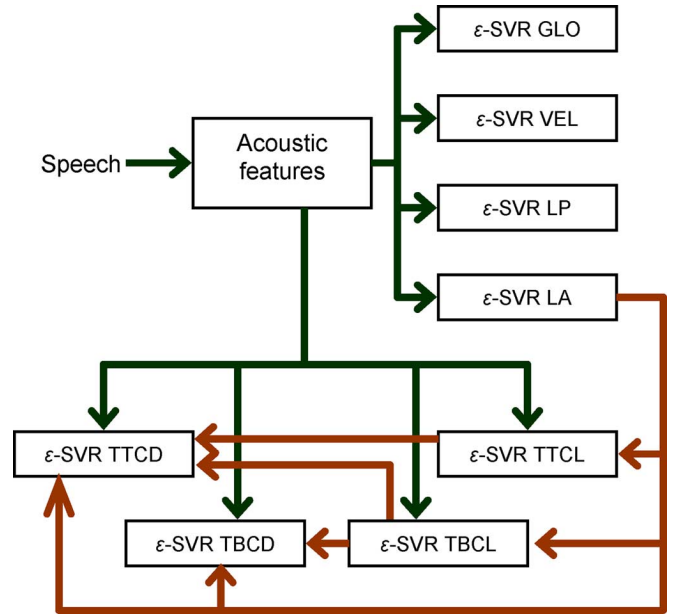 ε-SVR GLO
ε-SVR VEL
Speech
Acoustic
features
ε-SVR LP
ε-SVR LA
ε-SVR TTCD
ε-SVR TTCL
ε-SVR TBCD
ε-SVR TBCL